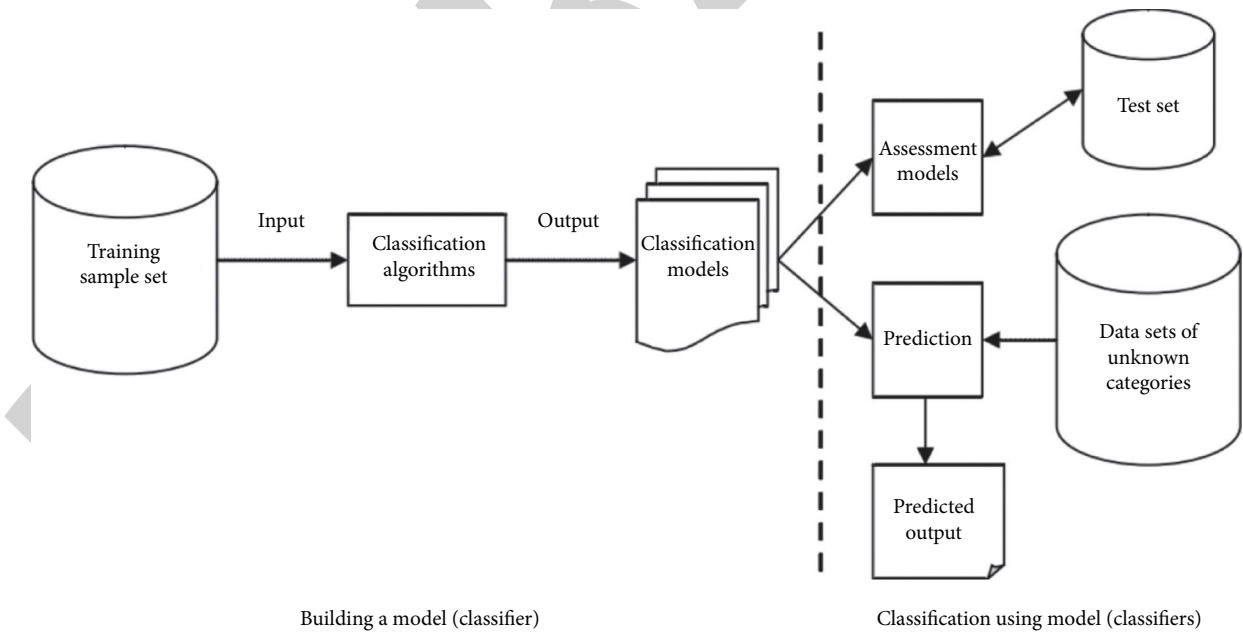 Training
sample set
Input
Classification
algorithms
Output
Classification
models
Assessment
models
Test set
Prediction
Data sets of
unknown
categories
Predicted
output
Building a model (classifier)
Classification using model (classifiers)